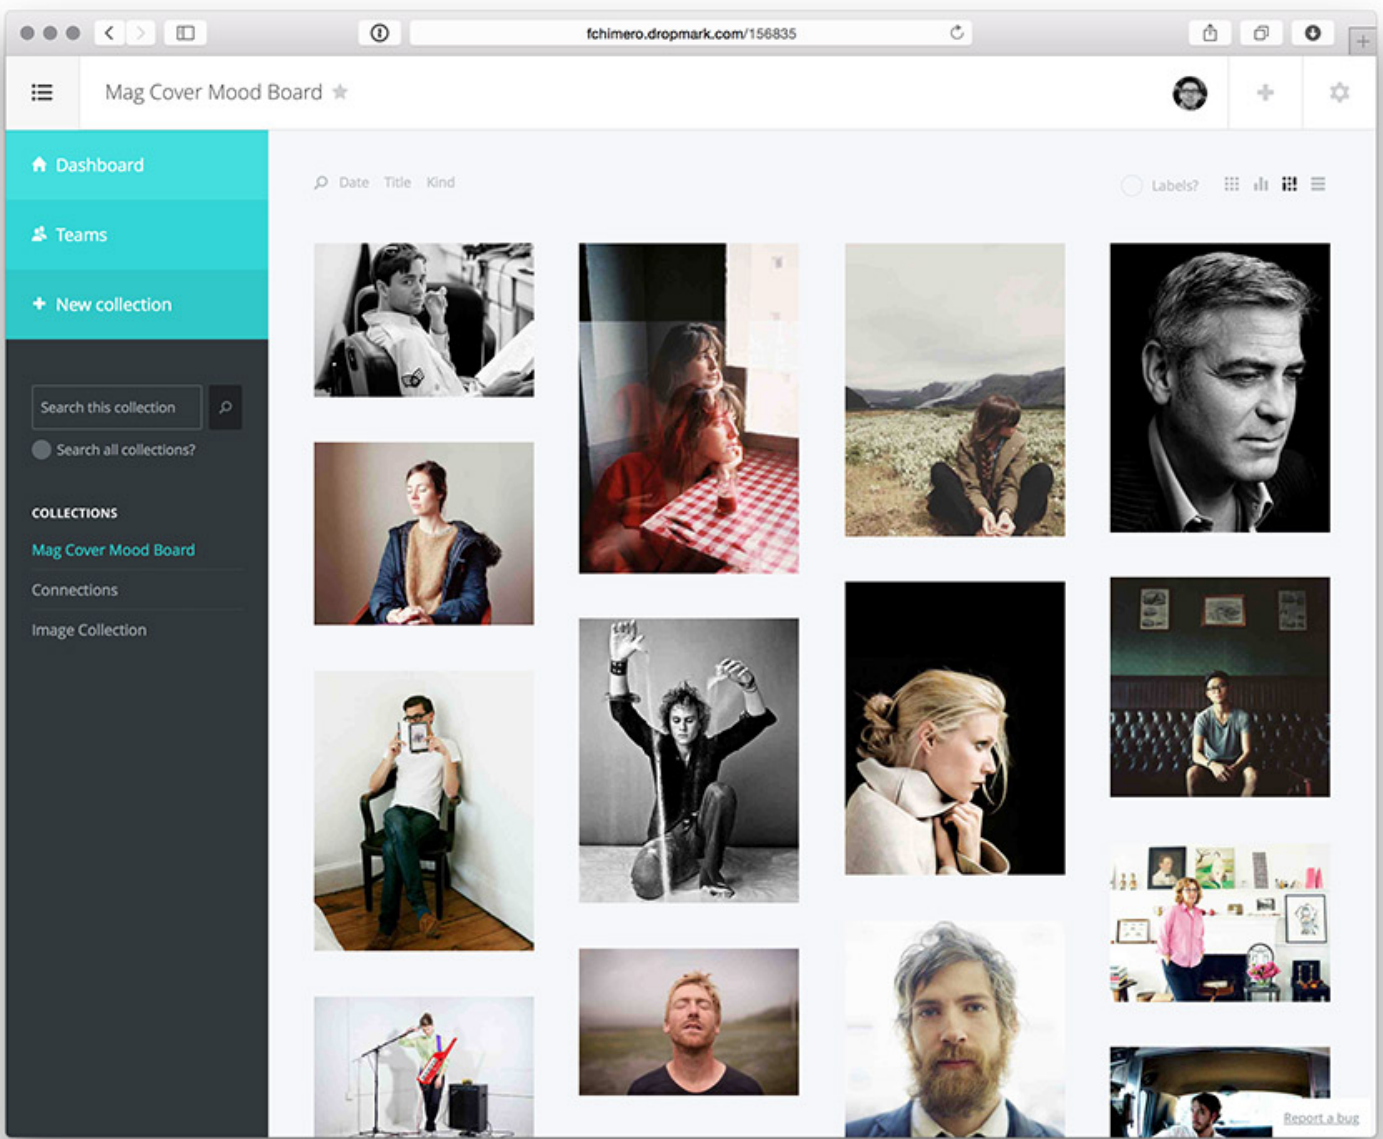 fchimero.dropmark.com/156835
Mag Cover Mood Board
Dashboard
Teams
New collection
Search this collection
Search all collections?
COLLECTIONS
Mag Cover Mood Board
Connections
Image Collection
Date Title Kind
Labels?
Report a bug